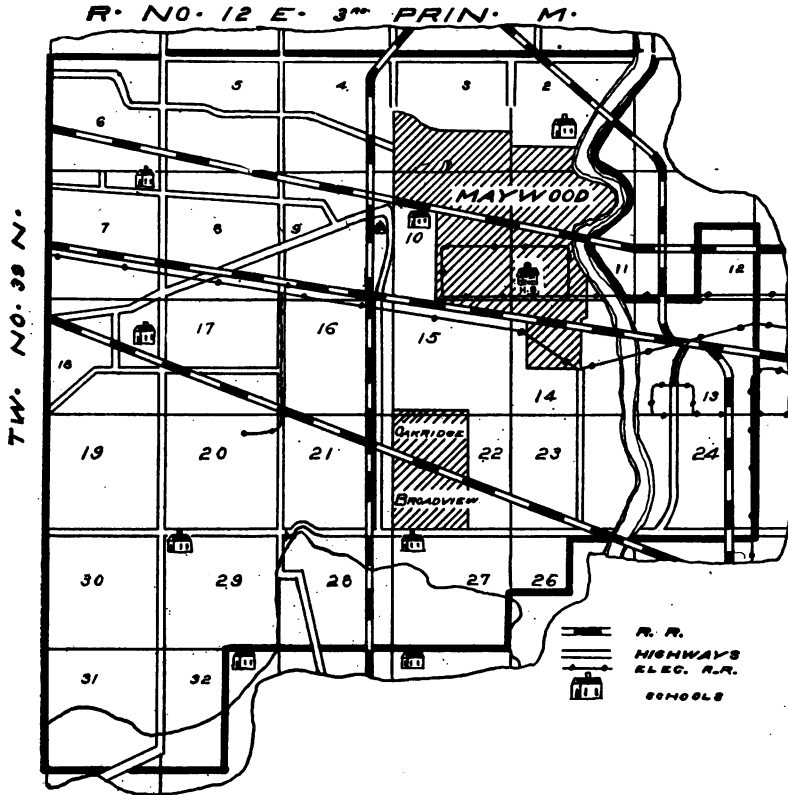 R. NO. 12 E. 3RD PRIN. M.
TW. NO. 39 N.
5 4 3 2
6
MAYWOOD
7 8 9 10 11 12
H.S.
17 16 15
18
14 13
OAKRIDGE
19 20 21 22 23 24
BROADVIEW
30 29 28 27 26
31 32
R. R.
HIGHWAYS
ELEC. R.R.
SCHOOLS